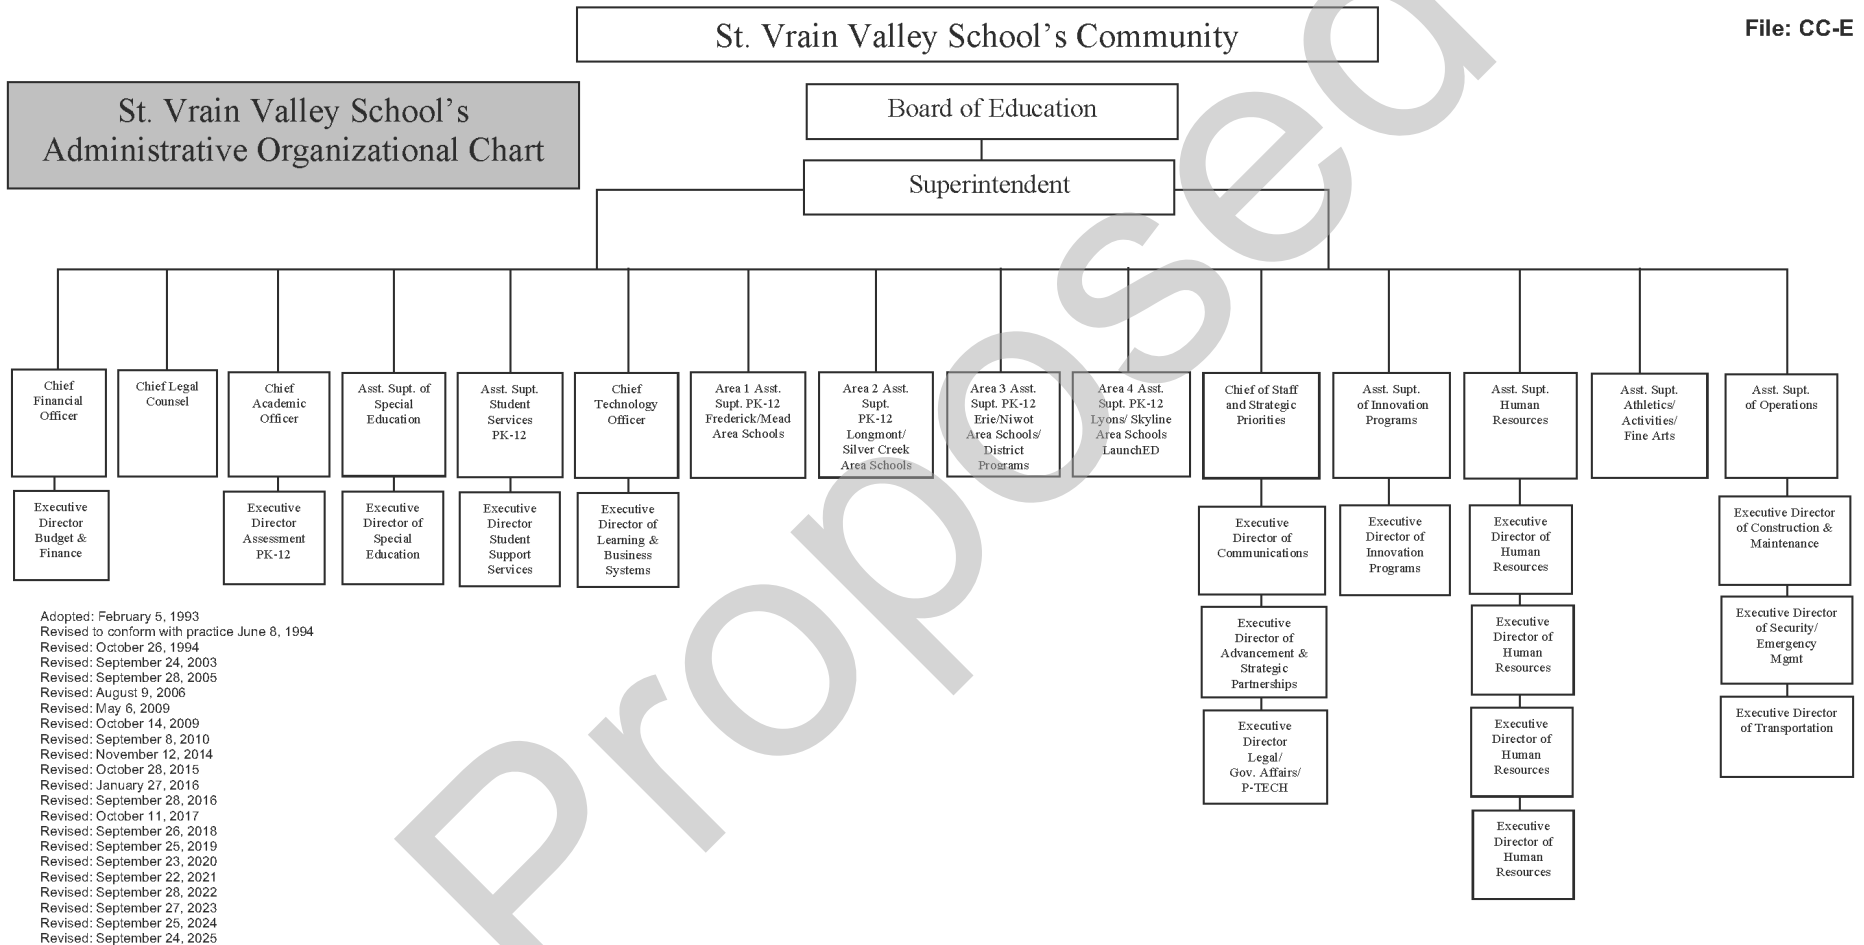 St. Vrain Valley School's Community
File: CC-E
St. Vrain Valley School's
Administrative Organizational Chart
Board of Education
Superintendent
Chief
Financial
Officer
Chief Legal
Counsel
Chief
Academic
Officer
Asst. Supt. of
Special
Education
Asst. Supt.
Student
Services
PK-12
Chief
Technology
Officer
Area 1 Asst.
Supt. PK-12
Frederick/Mead
Area Schools
Area 2 Asst.
Supt.
PK-12
Longmont/
Silver Creek
Area Schools
Area 3 Asst.
Supt. PK-12
Erie/Niwot
Area Schools/
District
Programs
Area 4 Asst.
Supt. PK-12
Lyons/ Skyline
Area Schools
LaunchED
Chief of Staff
and Strategic
Priorities
Asst. Supt.
of Innovation
Programs
Asst. Supt.
Human
Resources
Asst. Supt.
Athletics/
Activities/
Fine Arts
Asst. Supt.
of Operations
Executive
Director
Budget &
Finance
Executive
Director
Assessment
PK-12
Executive
Director of
Special
Education
Executive
Director
Student
Support
Services
Executive
Director of
Learning &
Business
Systems
Executive
Director of
Communications
Executive
Director of
Innovation
Programs
Executive
Director of
Human
Resources
Executive Director
of Construction &
Maintenance
Executive
Director of
Advancement &
Strategic
Partnerships
Executive
Director of
Human
Resources
Executive Director
of Security/
Emergency
Mgmt
Executive
Director
Legal/
Gov. Affairs/
P-TECH
Executive
Director of
Human
Resources
Executive Director
of Transportation
Executive
Director of
Human
Resources
Adopted: February 5, 1993
Revised to conform with practice June 8, 1994
Revised: October 26, 1994
Revised: September 24, 2003
Revised: September 28, 2005
Revised: August 9, 2006
Revised: May 6, 2009
Revised: October 14, 2009
Revised: September 8, 2010
Revised: November 12, 2014
Revised: October 28, 2015
Revised: January 27, 2016
Revised: September 28, 2016
Revised: October 11, 2017
Revised: September 26, 2018
Revised: September 25, 2019
Revised: September 23, 2020
Revised: September 22, 2021
Revised: September 28, 2022
Revised: September 27, 2023
Revised: September 25, 2024
Revised: September 24, 2025
Proposed